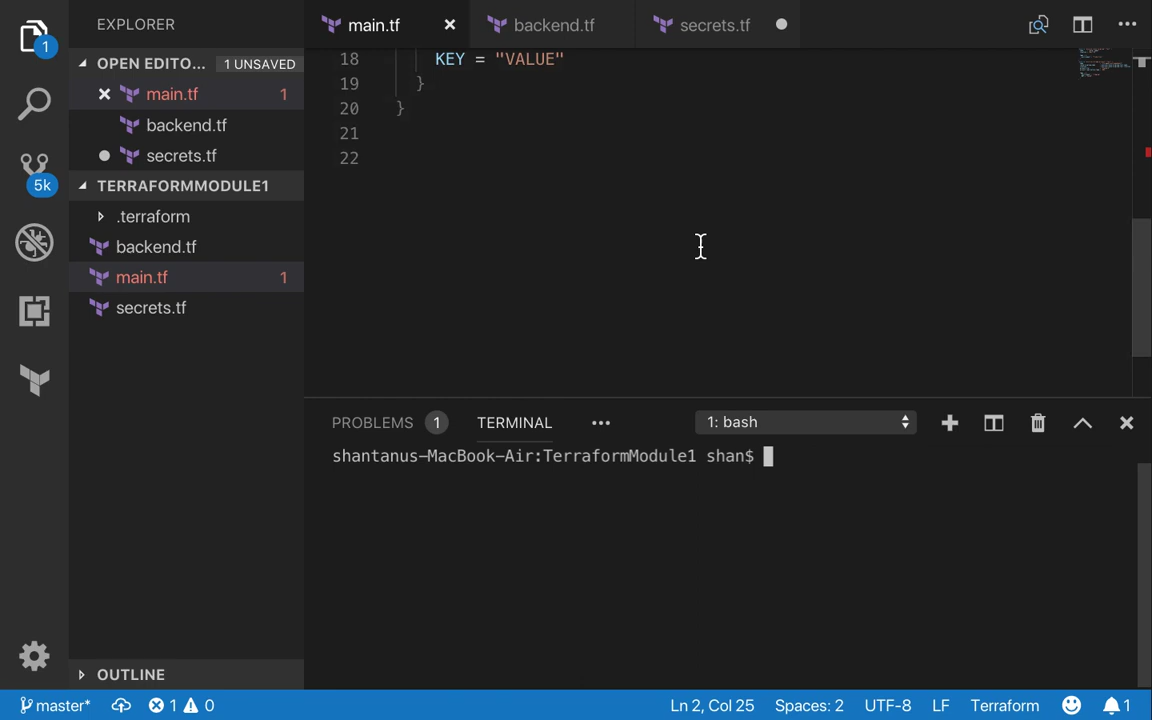 EXPLORER
main.tf
backend.tf
secrets.tf
1
OPEN EDITO... 1 UNSAVED
main.tf 1
backend.tf
secrets.tf
5k
TERRAFORMMODULE1
.terraform
backend.tf
main.tf 1
secrets.tf
18 KEY = "VALUE"
19 }
20 }
21
22
PROBLEMS 1 TERMINAL ... 1: bash
shantanus-MacBook-Air:TerraformModule1 shan$
OUTLINE
master* 1 0 Ln 2, Col 25 Spaces: 2 UTF-8 LF Terraform 1